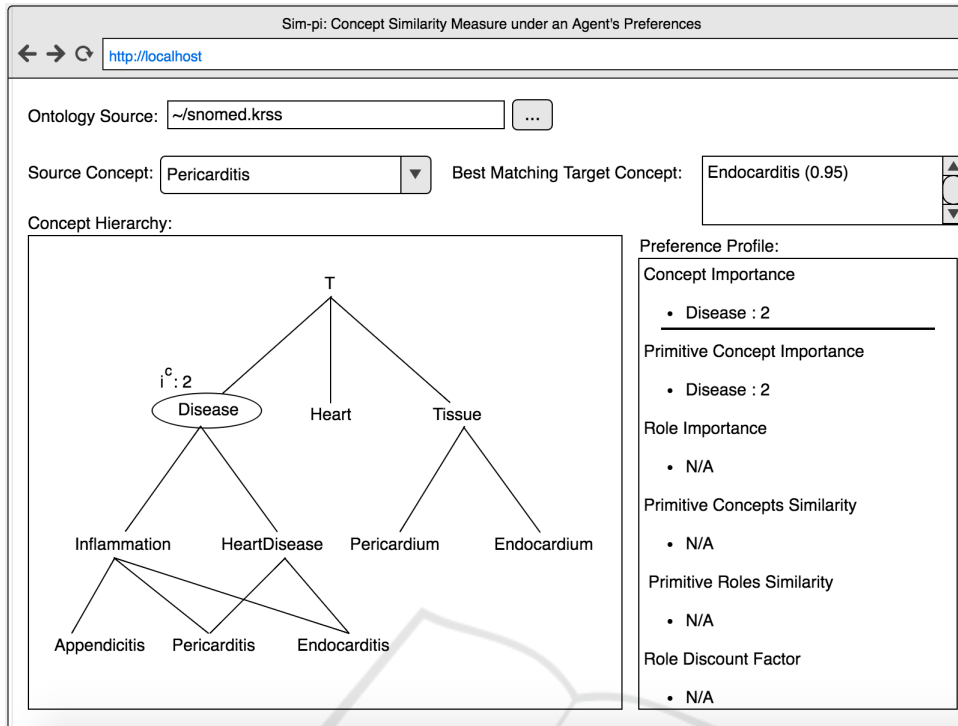 Sim-pi: Concept Similarity Measure under an Agent's Preferences
http://localhost
Ontology Source: ~/snomed.krss ...
Source Concept: Pericarditis Best Matching Target Concept: Endocarditis (0.95)
Concept Hierarchy:
T
i^c: 2
Disease Heart Tissue
Inflammation HeartDisease Pericardium Endocardium
Appendicitis Pericarditis Endocarditis
Preference Profile:
Concept Importance
• Disease : 2
Primitive Concept Importance
• Disease : 2
Role Importance
• N/A
Primitive Concepts Similarity
• N/A
Primitive Roles Similarity
• N/A
Role Discount Factor
• N/A